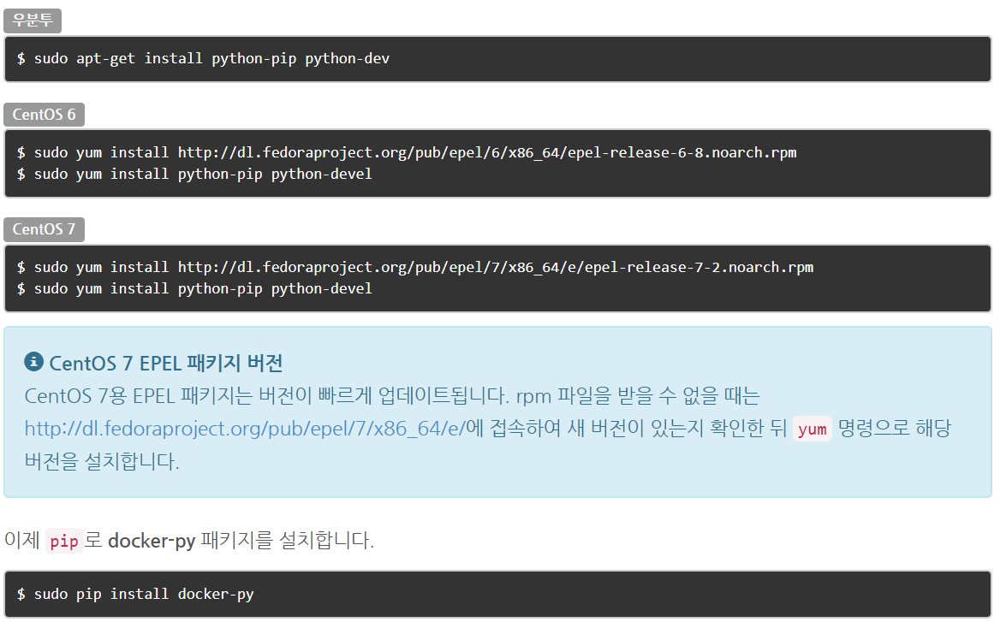 우분투
$ sudo apt-get install python-pip python-dev
CentOS 6
$ sudo yum install http://dl.fedoraproject.org/pub/epel/6/x86_64/epel-release-6-8.noarch.rpm
$ sudo yum install python-pip python-devel
CentOS 7
$ sudo yum install http://dl.fedoraproject.org/pub/epel/7/x86_64/e/epel-release-7-2.noarch.rpm
$ sudo yum install python-pip python-devel
CentOS 7 EPEL 패키지 버전
CentOS 7용 EPEL 패키지는 버전이 빠르게 업데이트됩니다. rpm 파일을 받을 수 없을 때는
http://dl.fedoraproject.org/pub/epel/7/x86_64/e/에 접속하여 새 버전이 있는지 확인한 뒤 yum 명령으로 해당
버전을 설치합니다.
이제 pip로 docker-py 패키지를 설치합니다.
$ sudo pip install docker-py